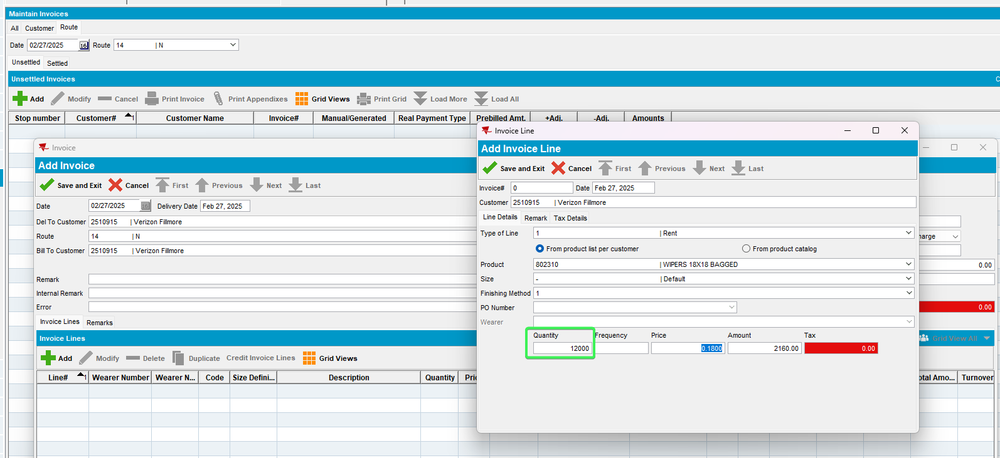 Maintain Invoices
All Customer Route
Date 02/27/2025 16 Route 14 | N
Unsettled Settled
Unsettled Invoices C
Add Modify Cancel Print Invoice Print Appendixes Grid Views Print Grid Load More Load All
Stop number Customer# 1 Customer Name Invoice# Manual/Generated Real Payment Type Prebilled Amt. +Adj. -Adj. Amounts
Invoice
Add Invoice
Save and Exit Cancel First Previous Next Last
Date 02/27/2025 16 Delivery Date Feb 27, 2025
Del To Customer 2510915 | Verizon Fillmore
Route 14 | N
Bill To Customer 2510915 | Verizon Fillmore
harge
0.00
Remark
Internal Remark
Error
0.00
Invoice Lines Remarks
Invoice Lines Grid View All
Add Modify Delete Duplicate Credit Invoice Lines Grid Views
Line# 1 Wearer Number Wearer N... Code Size Defini... Description Quantity Pric otal Amo... Turnover
Invoice Line
Add Invoice Line
Save and Exit Cancel First Previous Next Last
Invoice# 0 Date Feb 27, 2025
Customer 2510915 | Verizon Fillmore
Line Details Remark Tax Details
Type of Line 1 | Rent
From product list per customer From product catalog
Product 802310 | WIPERS 18X18 BAGGED
Size - | Default
Finishing Method 1
PO Number
Wearer
Quantity Frequency Price Amount Tax
12000 0.1800 2160.00 0.00